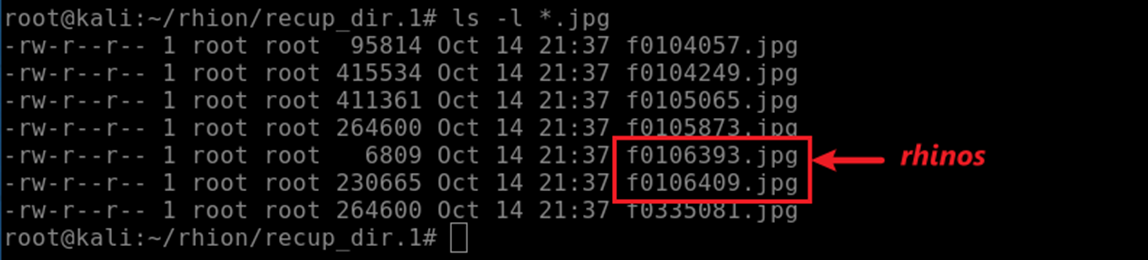 root@kali:~/rhion/recup_dir.1# ls -l *.jpg
-rw-r--r-- 1 root root  95814 Oct 14 21:37 f0104057.jpg
-rw-r--r-- 1 root root 415534 Oct 14 21:37 f0104249.jpg
-rw-r--r-- 1 root root 411361 Oct 14 21:37 f0105065.jpg
-rw-r--r-- 1 root root 264600 Oct 14 21:37 f0105873.jpg
-rw-r--r-- 1 root root   6809 Oct 14 21:37 f0106393.jpg rhinos
-rw-r--r-- 1 root root 230665 Oct 14 21:37 f0106409.jpg
-rw-r--r-- 1 root root 264600 Oct 14 21:37 f0335081.jpg
root@kali:~/rhion/recup_dir.1#